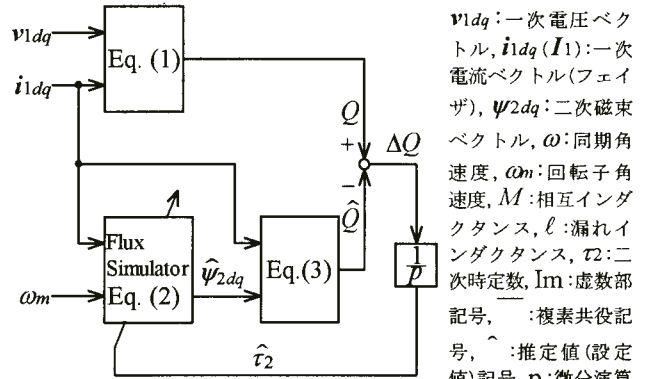 v1dq
i1dq
Eq. (1)
Q
+
ΔQ
−
Q̂
Flux
Simulator
Eq. (2)
ψ̂2dq
Eq.(3)
1
p
ωm
τ̂2
v1dq：一次電圧ベク
トル, i1dq (I1)：一次
電流ベクトル(フェイ
ザ), ψ2dq：二次磁束
ベクトル, ω：同期角
速度, ωm：回転子角
速度, M：相互インダ
クタンス, ℓ：漏れイ
ンダクタンス, τ2：二
次時定数, Im：虚数部
記号, ‾：複素共役記
号, ^：推定値(設定
値)記号, p：微分演算